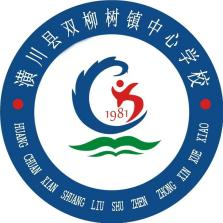 潢川县双柳树镇中心学校
1981
HUANG CHUAN XIAN SHUANG LIU SHU ZHEN ZHONG XIN XUE XIAO